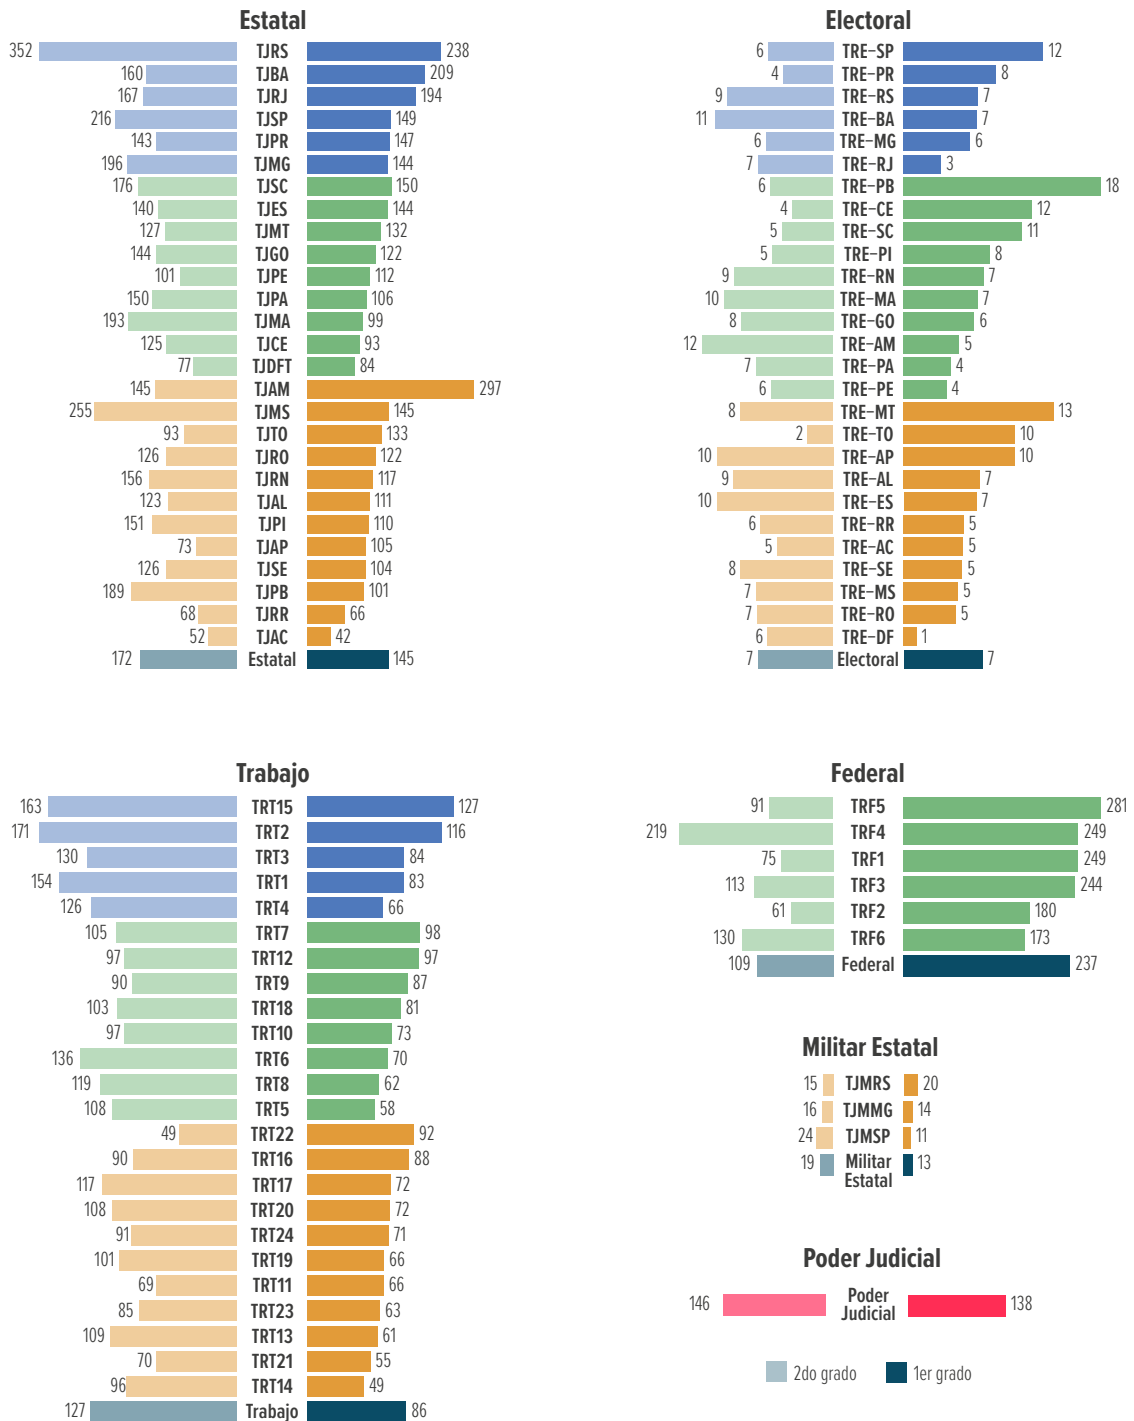 Estatal
352 TJRS 238
160 TJBA 209
167 TJRJ 194
216 TJSP 149
143 TJPR 147
196 TJMG 144
176 TJSC 150
140 TJES 144
127 TJMT 132
144 TJGO 122
101 TJPE 112
150 TJPA 106
193 TJMA 99
125 TJCE 93
77 TJDFT 84
145 TJAM 297
255 TJMS 145
93 TJTO 133
126 TJRO 122
156 TJRN 117
123 TJAL 111
151 TJPI 110
73 TJAP 105
126 TJSE 104
189 TJPB 101
68 TJRR 66
52 TJAC 42
172 Estatal 145
Electoral
6 TRE-SP 12
4 TRE-PR 8
9 TRE-RS 7
11 TRE-BA 7
6 TRE-MG 6
7 TRE-RJ 3
6 TRE-PB 18
4 TRE-CE 12
5 TRE-SC 11
5 TRE-PI 8
9 TRE-RN 7
10 TRE-MA 7
8 TRE-GO 6
12 TRE-AM 5
7 TRE-PA 4
6 TRE-PE 4
8 TRE-MT 13
2 TRE-TO 10
10 TRE-AP 10
9 TRE-AL 7
10 TRE-ES 7
6 TRE-RR 5
5 TRE-AC 5
8 TRE-SE 5
7 TRE-MS 5
7 TRE-RO 5
6 TRE-DF 1
7 Electoral 7
Trabajo
163 TRT15 127
171 TRT2 116
130 TRT3 84
154 TRT1 83
126 TRT4 66
105 TRT7 98
97 TRT12 97
90 TRT9 87
103 TRT18 81
97 TRT10 73
136 TRT6 70
119 TRT8 62
108 TRT5 58
49 TRT22 92
90 TRT16 88
117 TRT17 72
108 TRT20 72
91 TRT24 71
101 TRT19 66
69 TRT11 66
85 TRT23 63
109 TRT13 61
70 TRT21 55
96 TRT14 49
127 Trabajo 86
Federal
91 TRF5 281
219 TRF4 249
75 TRF1 249
113 TRF3 244
61 TRF2 180
130 TRF6 173
109 Federal 237
Militar Estatal
15 TJMRS 20
16 TJMMG 14
24 TJMSP 11
19 Militar 13
Estatal
Poder Judicial
146 Poder 138
Judicial
2do grado 1er grado